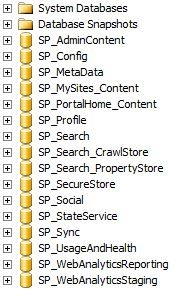 System Databases
Database Snapshots
SP_AdminContent
SP_Config
SP_MetaData
SP_MySites_Content
SP_PortalHome_Content
SP_Profile
SP_Search
SP_Search_CrawlStore
SP_Search_PropertyStore
SP_SecureStore
SP_Social
SP_StateService
SP_Sync
SP_UsageAndHealth
SP_WebAnalyticsReporting
SP_WebAnalyticsStaging